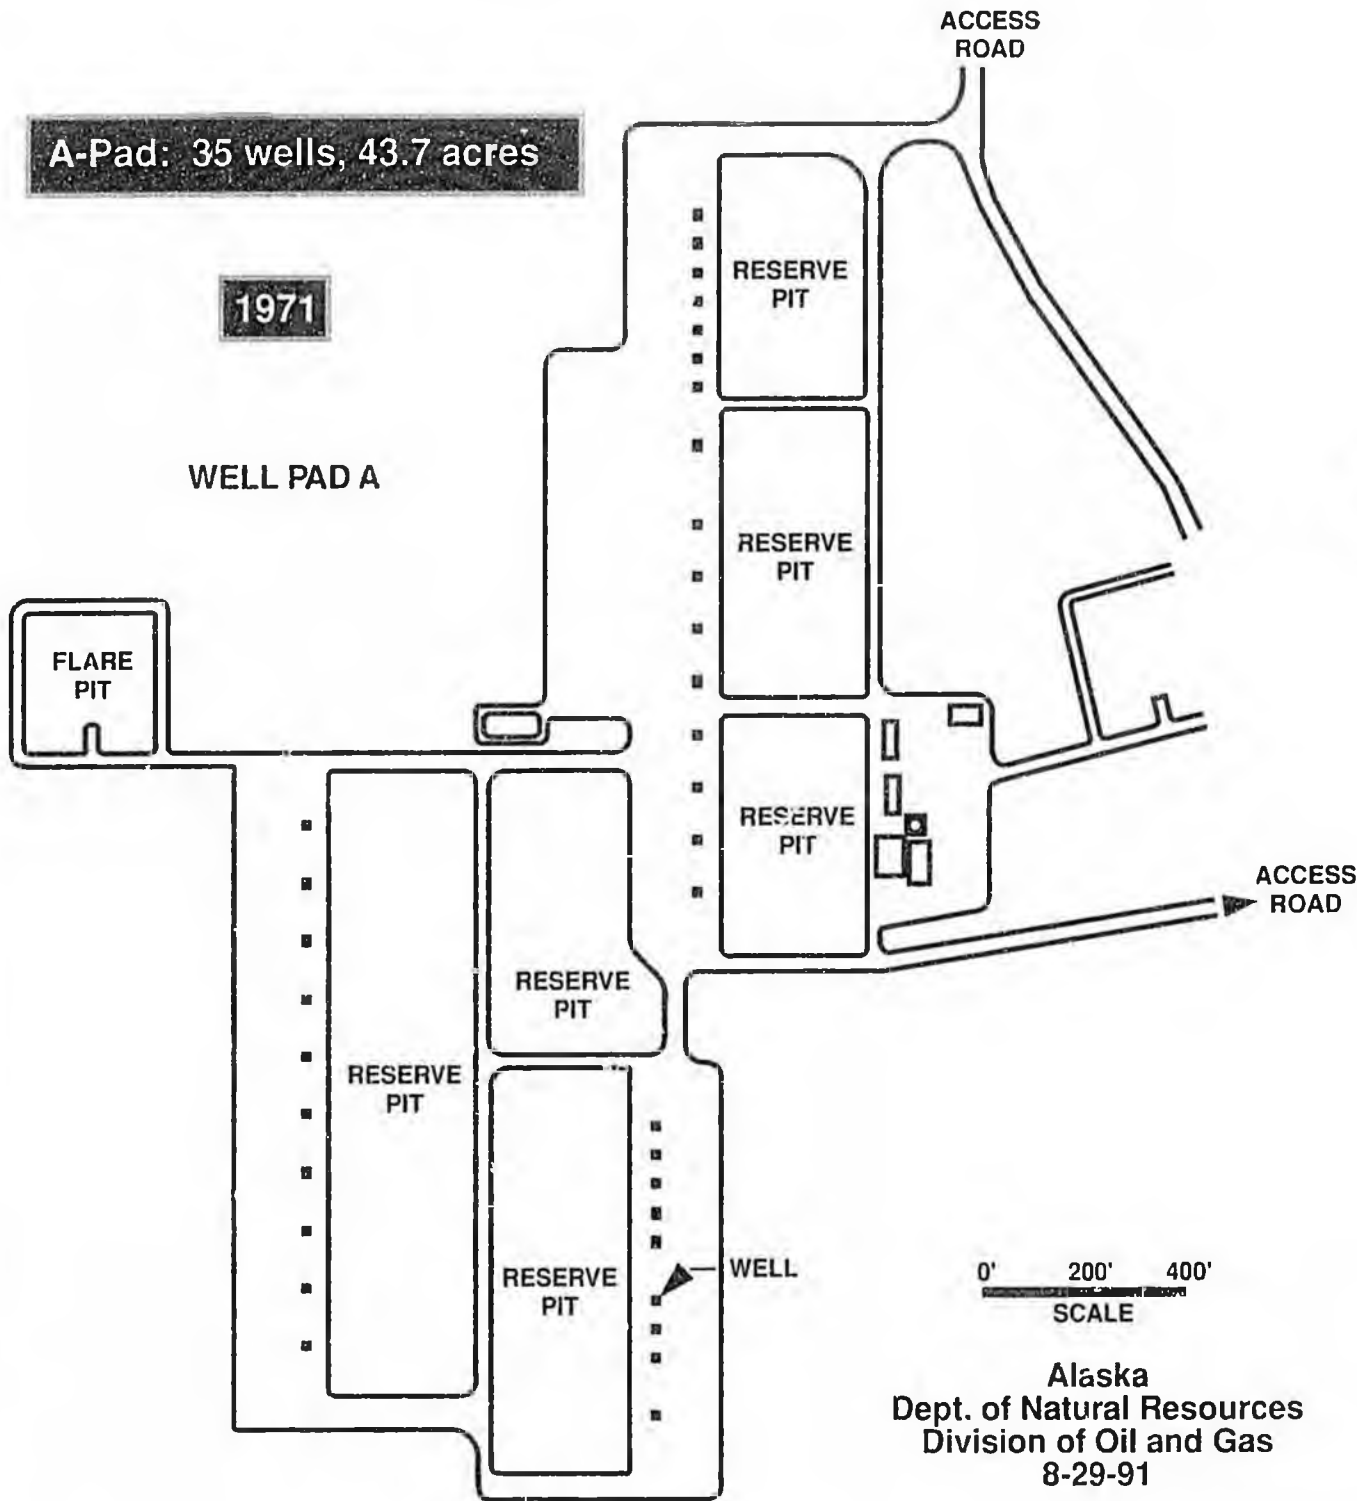 ACCESS
ROAD
A-Pad: 35 wells, 43.7 acres
1971
RESERVE
PIT
WELL PAD A
RESERVE
PIT
FLARE
PIT
RESERVE
PIT
ACCESS
ROAD
RESERVE
PIT
RESERVE
PIT
RESERVE
PIT
WELL
0' 200' 400'
SCALE
Alaska
Dept. of Natural Resources
Division of Oil and Gas
8-29-91